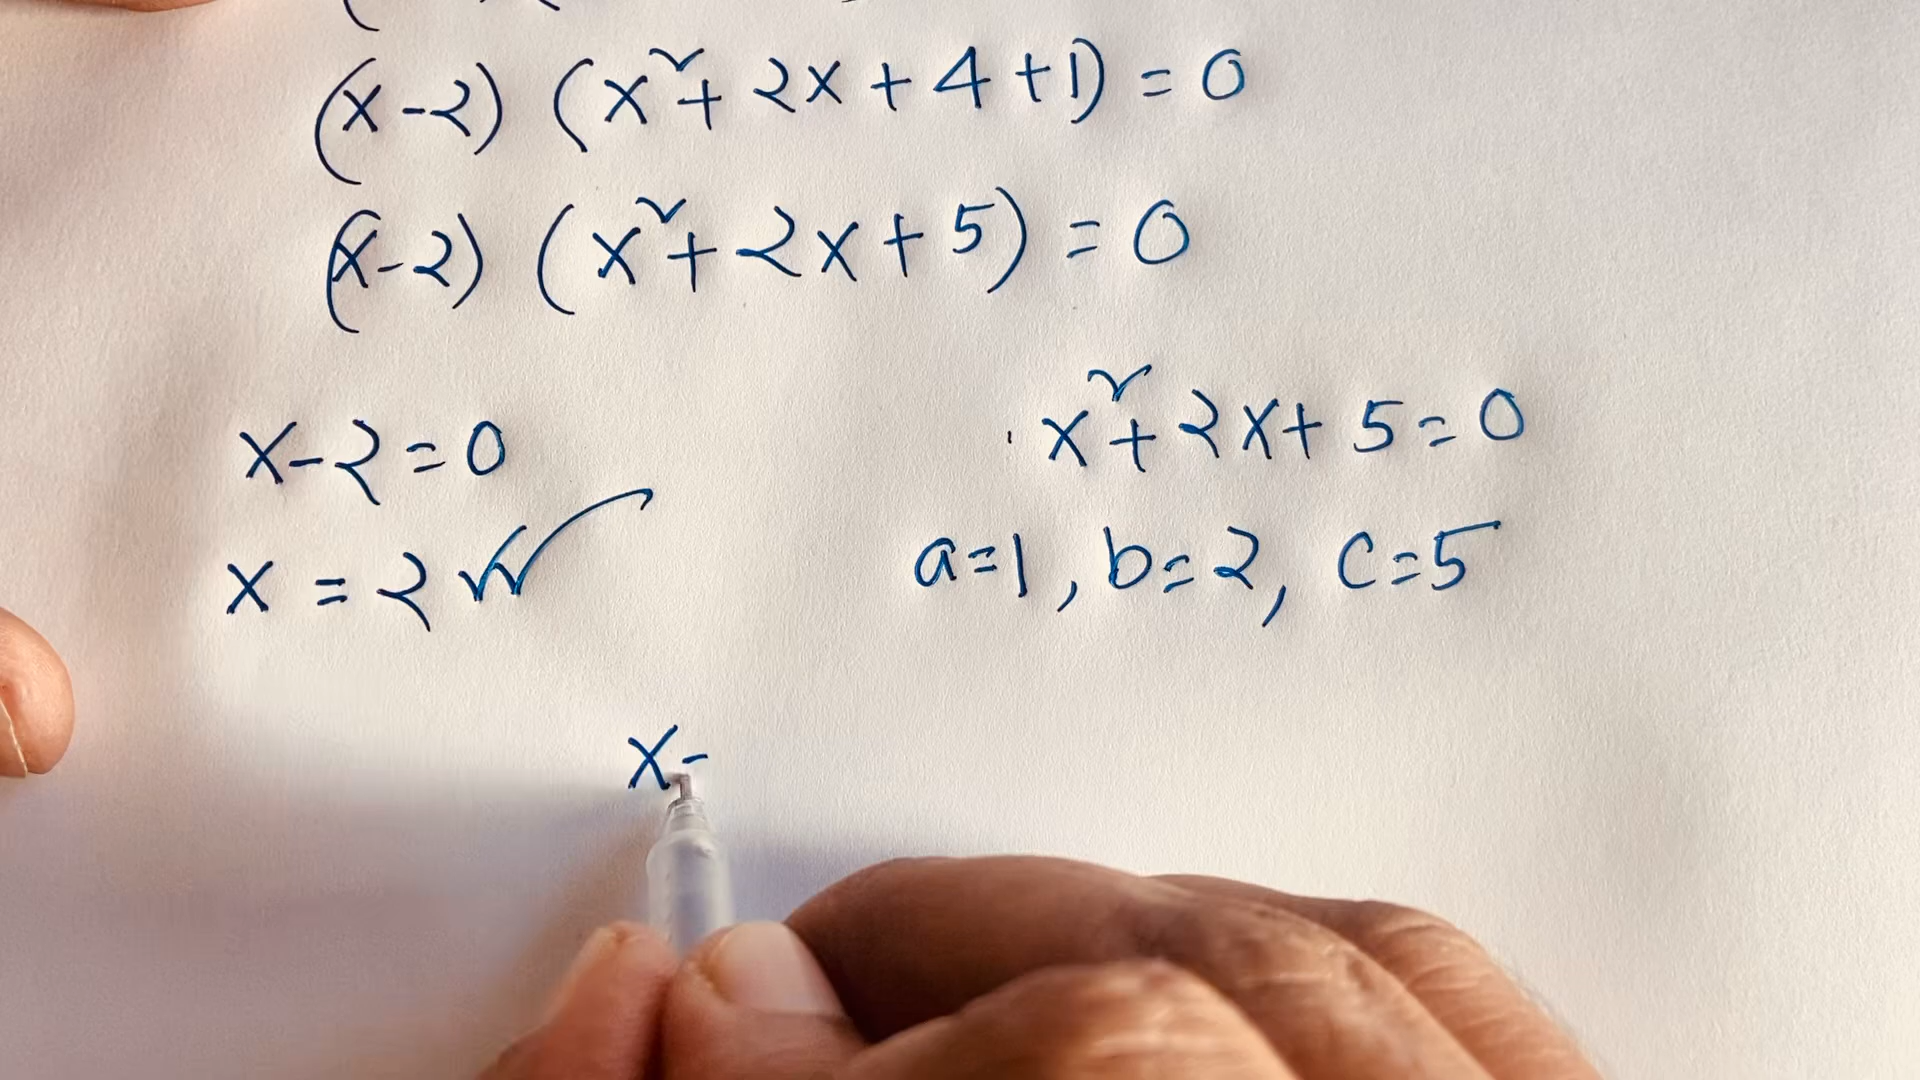 (x-2) (x²+2x+4+1) = 0
(x-2) (x²+2x+5) = 0
x-2=0
x²+2x+5=0
x = 2
a=1, b=2, c=5
x-